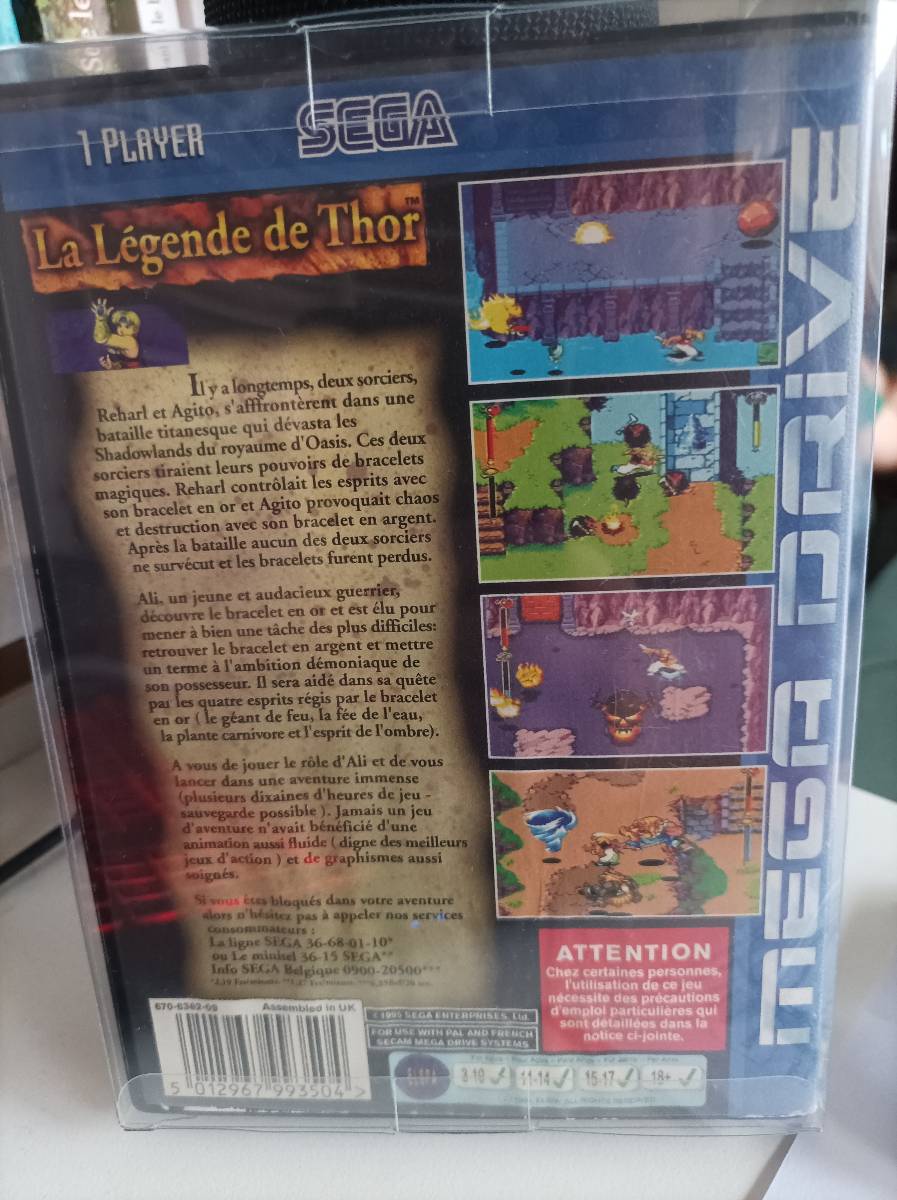 1 PLAYER
SEGA
La Légende de Thor™
Il y a longtemps, deux sorciers,
Reharl et Agito, s'affrontèrent dans une
bataille titanesque qui dévasta les
Shadowlands du royaume d'Oasis. Ces deux
sorciers tiraient leurs pouvoirs de bracelets
magiques. Reharl contrôlait les esprits avec
son bracelet en or et Agito provoquait chaos
et destruction avec son bracelet en argent.
Après la bataille aucun des deux sorciers
ne survécut et les bracelets furent perdus.
Ali, un jeune et audacieux guerrier,
découvre le bracelet en or et est élu pour
mener à bien une tâche des plus difficiles:
retrouver le bracelet en argent et mettre
un terme à l'ambition démoniaque de
son possesseur. Il sera aidé dans sa quête
par les quatre esprits régis par le bracelet
en or ( le géant de feu, la fée de l'eau,
la plante carnivore et l'esprit de l'ombre).
A vous de jouer le rôle d'Ali et de vous
lancer dans une aventure immense
(plusieurs dixaines d'heures de jeu -
sauvegarde possible ). Jamais un jeu
d'aventure n'avait bénéficié d'une
animation aussi fluide ( digne des meilleurs
jeux d'action ) et de graphismes aussi
soignés.
Si vous êtes bloqués dans votre aventure
alors n'hésitez pas à appeler nos services
consommateurs :
La ligne SEGA 36-68-01-10*
ou Le minitel 36-15 SEGA**
Info SEGA Belgique 0900-20500***
MEGA DRIVE
ATTENTION
Chez certaines personnes,
l'utilisation de ce jeu
nécessite des précautions
d'emploi particulières qui
sont détaillées dans la
notice ci-jointe.
670-6362-09 Assembled in UK
5 012967 993504 >
© 1995 SEGA ENTERPRISES, Ltd.
FOR USE WITH PAL AND FRENCH
SECAM MEGA DRIVE SYSTEMS
3-10 ✓ 11-14 ✓ 15-17 ✓ 18+ ✓